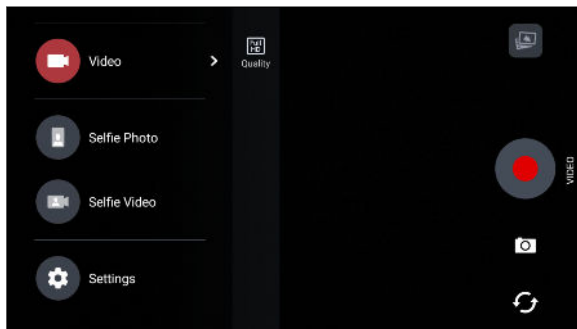 Video
Full
HD
Quality
Selfie Photo
Selfie Video
Settings
VIDEO